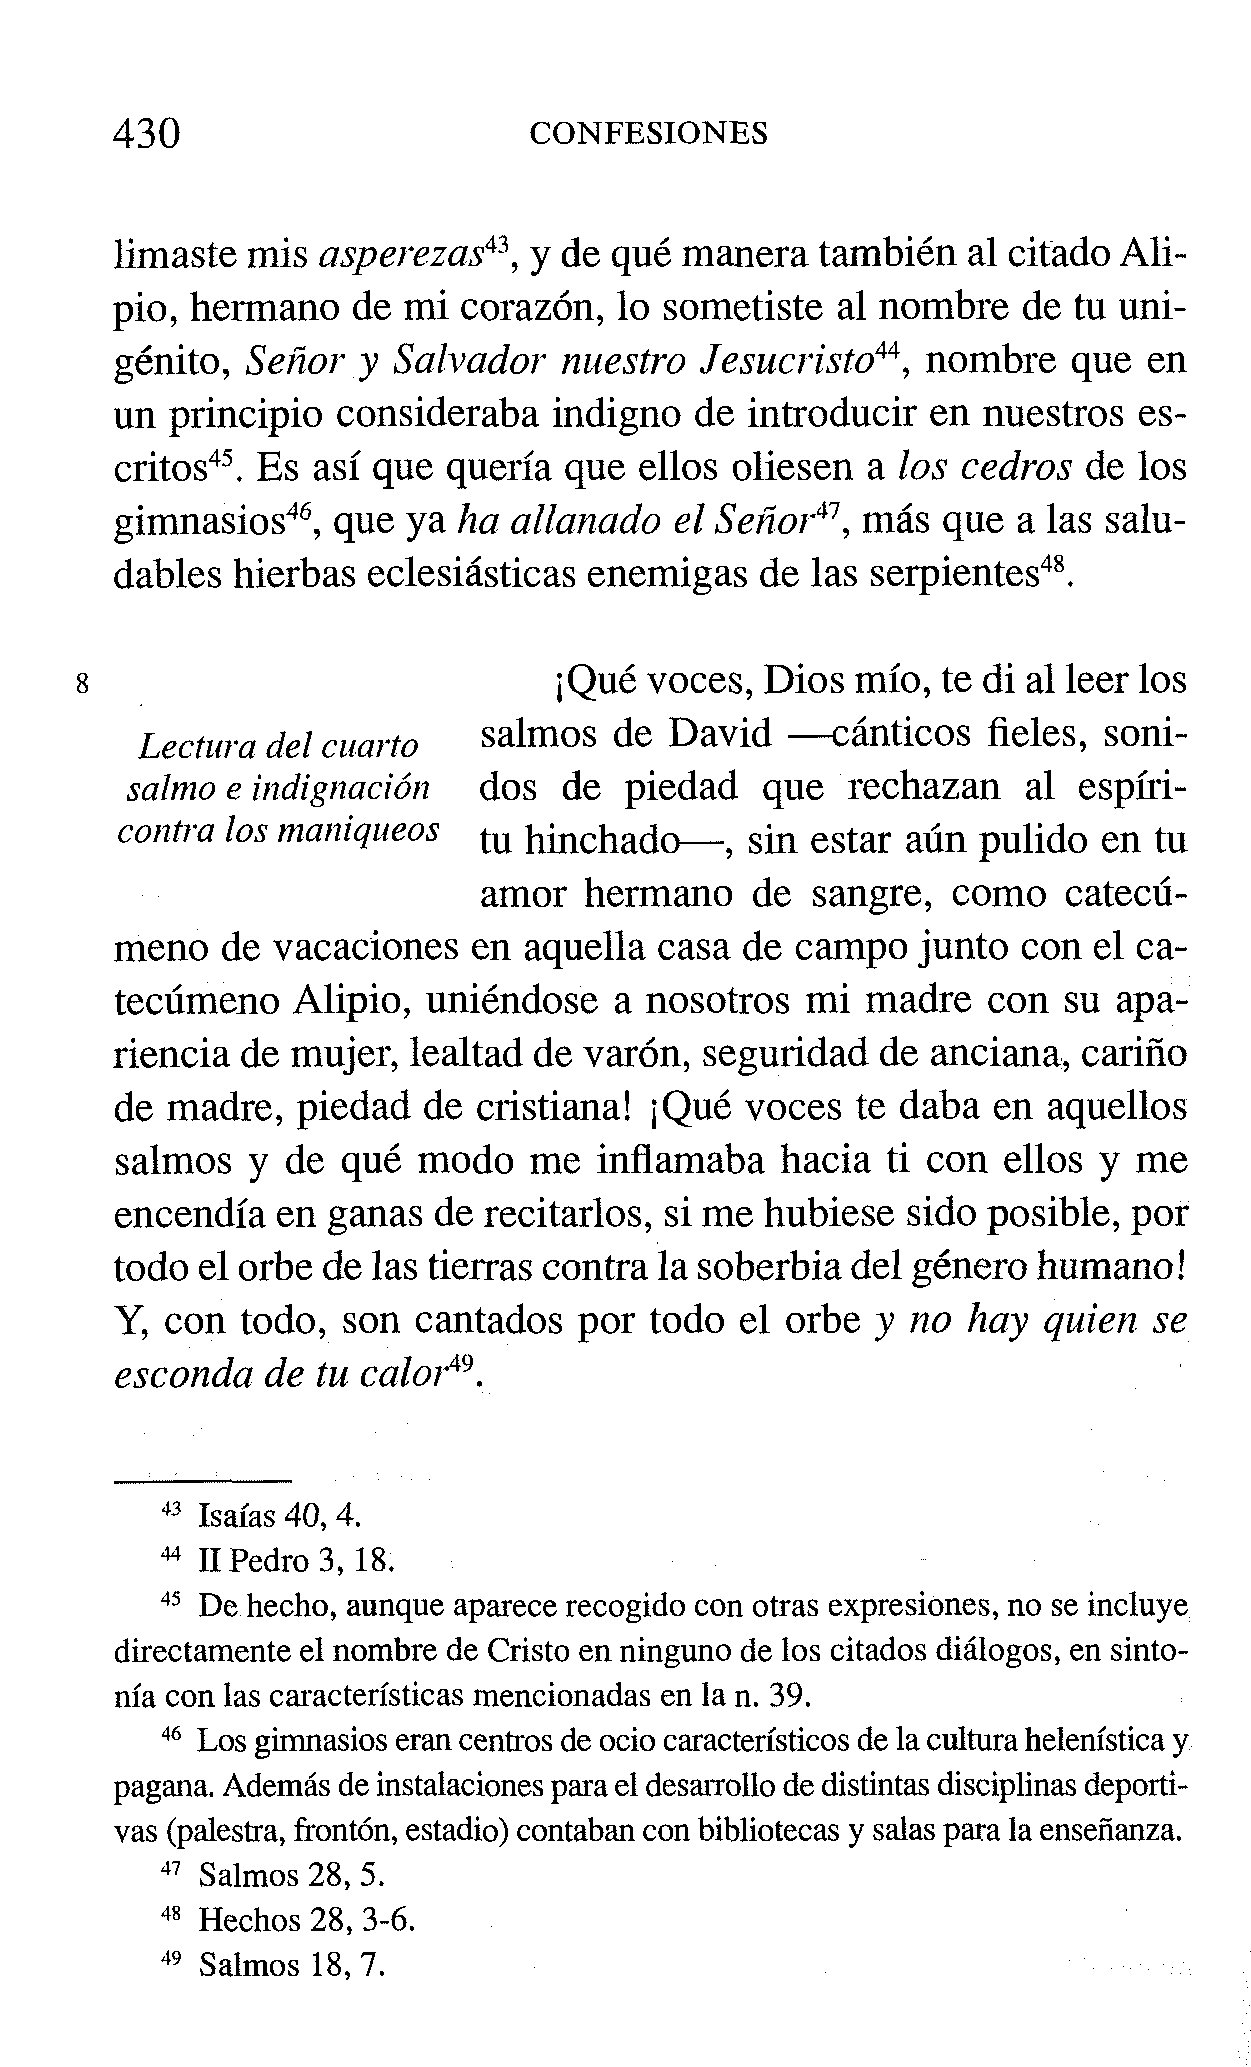 430 CONFESIONES
limaste mis asperezas⁴³, y de qué manera también al citado Ali-
pio, hermano de mi corazón, lo sometiste al nombre de tu uni-
génito, Señor y Salvador nuestro Jesucristo⁴⁴, nombre que en
un principio consideraba indigno de introducir en nuestros es-
critos⁴⁵. Es así que quería que ellos oliesen a los cedros de los
gimnasios⁴⁶, que ya ha allanado el Señor⁴⁷, más que a las salu-
dables hierbas eclesiásticas enemigas de las serpientes⁴⁸.
8
Lectura del cuarto
salmo e indignación
contra los maniqueos
¡Qué voces, Dios mío, te di al leer los
salmos de David —cánticos fieles, soni-
dos de piedad que rechazan al espíri-
tu hinchado—, sin estar aún pulido en tu
amor hermano de sangre, como catecú-
meno de vacaciones en aquella casa de campo junto con el ca-
tecúmeno Alipio, uniéndose a nosotros mi madre con su apa-
riencia de mujer, lealtad de varón, seguridad de anciana, cariño
de madre, piedad de cristiana! ¡Qué voces te daba en aquellos
salmos y de qué modo me inflamaba hacia ti con ellos y me
encendía en ganas de recitarlos, si me hubiese sido posible, por
todo el orbe de las tierras contra la soberbia del género humano!
Y, con todo, son cantados por todo el orbe y no hay quien se
esconda de tu calor⁴⁹.
⁴³ Isaías 40, 4.
⁴⁴ II Pedro 3, 18.
⁴⁵ De hecho, aunque aparece recogido con otras expresiones, no se incluye
directamente el nombre de Cristo en ninguno de los citados diálogos, en sinto-
nía con las características mencionadas en la n. 39.
⁴⁶ Los gimnasios eran centros de ocio característicos de la cultura helenística y
pagana. Además de instalaciones para el desarrollo de distintas disciplinas deporti-
vas (palestra, frontón, estadio) contaban con bibliotecas y salas para la enseñanza.
⁴⁷ Salmos 28, 5.
⁴⁸ Hechos 28, 3-6.
⁴⁹ Salmos 18, 7.